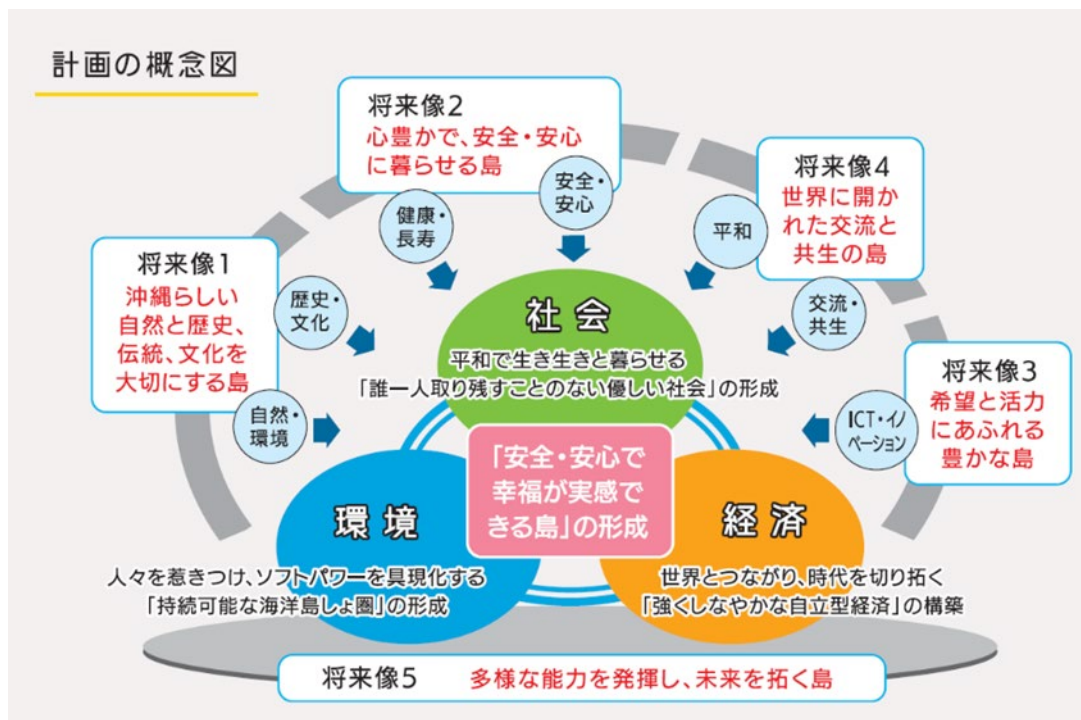 計画の概念図
将来像2
心豊かで、安全・安心
に暮らせる島
安全・
安心
健康・
長寿
将来像4
世界に開か
れた交流と
共生の島
平和
将来像1
沖縄らしい
自然と歴史、
伝統、文化を
大切にする島
歴史・
文化
交流・
共生
自然・
環境
将来像3
希望と活力
にあふれる
豊かな島
ICT・イノ
ベーション
社会
平和で生き生きと暮らせる
「誰一人取り残すことのない優しい社会」の形成
「安全・安心で
幸福が実感で
きる島」の形成
環境
人々を惹きつけ、ソフトパワーを具現化する
「持続可能な海洋島しょ圏」の形成
経済
世界とつながり、時代を切り拓く
「強くしなやかな自立型経済」の構築
将来像5 多様な能力を発揮し、未来を拓く島